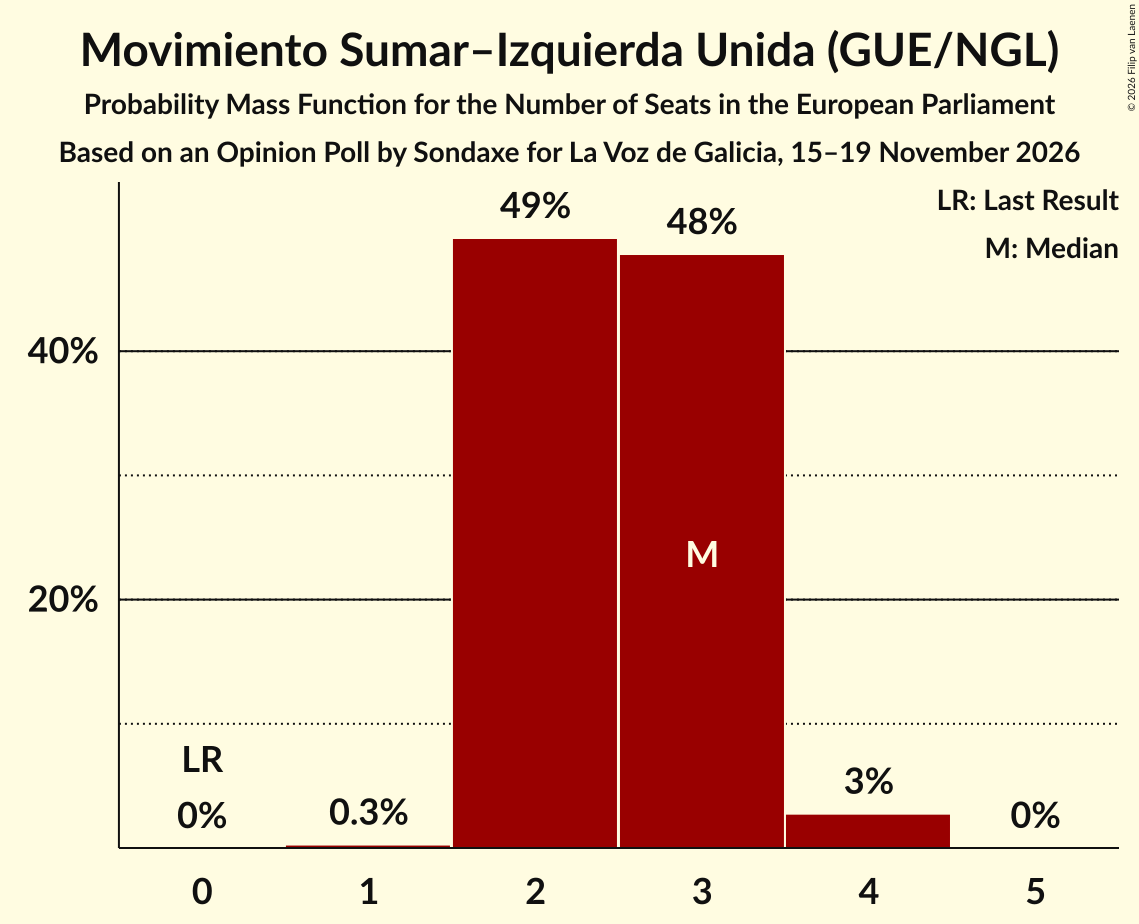 Movimiento Sumar–Izquierda Unida (GUE/NGL)
Probability Mass Function for the Number of Seats in the European Parliament
Based on an Opinion Poll by Sondaxe for La Voz de Galicia, 15–19 November 2026
© 2026 Filip van Laenen
LR: Last Result
M: Median
49%
48%
40%
M
20%
LR
0%
0.3%
3%
0%
0
1
2
3
4
5